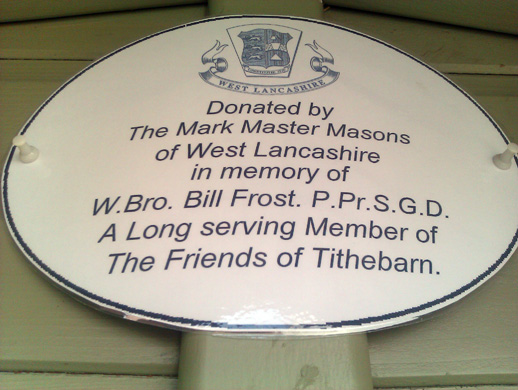 WEST LANCASHIRE
Donated by
The Mark Master Masons
of West Lancashire
in memory of
W.Bro. Bill Frost. P.Pr.S.G.D.
A Long serving Member of
The Friends of Tithebarn.